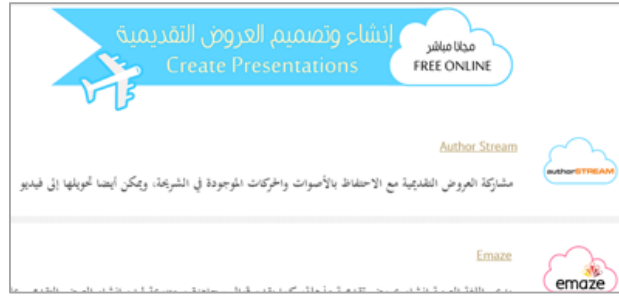 إنشاء وتصميم العروض التقديمية
Create Presentations
مجانا مباشر
FREE ONLINE
Author Stream
authorSTREAM
مشاركة العروض التقديمية مع الاحتفاظ بالأصوات والحركات الموجودة في الشريحة، ويمكن أيضا تحويلها إلى فيديو
Emaze
emaze